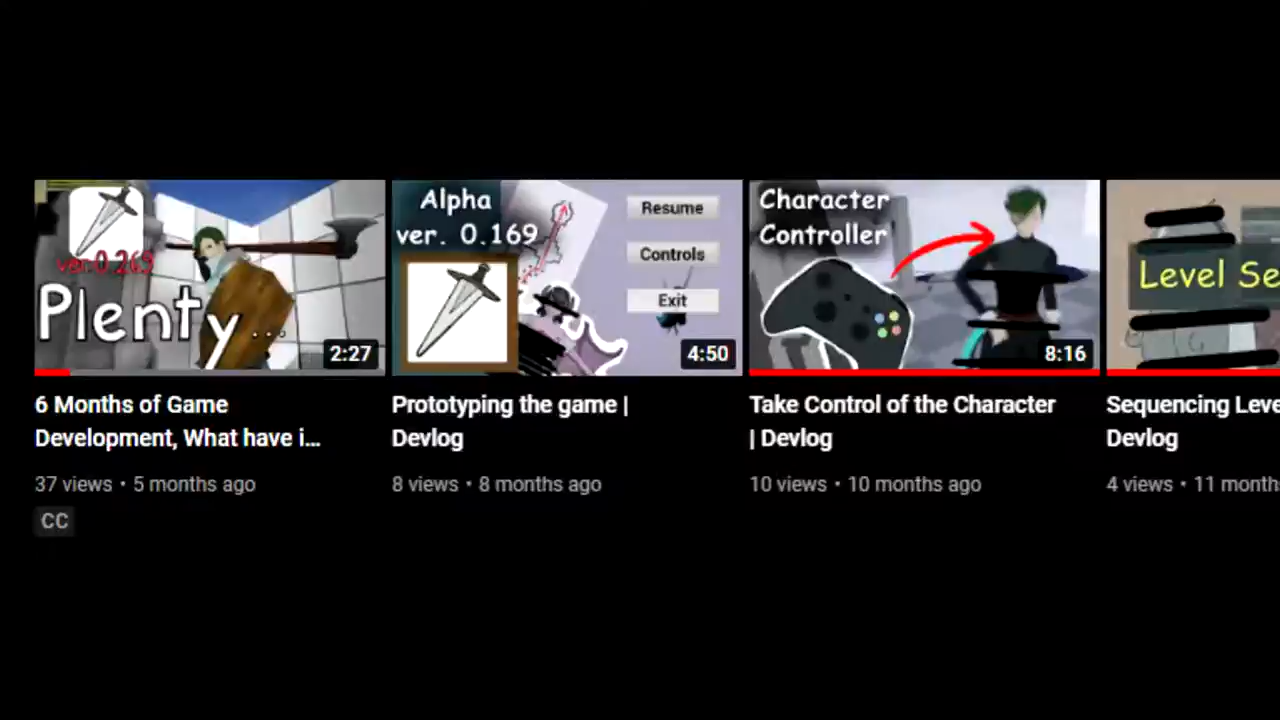 ver.0.269
Plenty...
2:27
6 Months of Game
Development, What have i...
37 views • 5 months ago
CC
Alpha
ver. 0.169
Resume
Controls
Exit
4:50
Prototyping the game |
Devlog
8 views • 8 months ago
Character
Controller
8:16
Take Control of the Character
| Devlog
10 views • 10 months ago
Level Se
Sequencing Leve
Devlog
4 views • 11 months